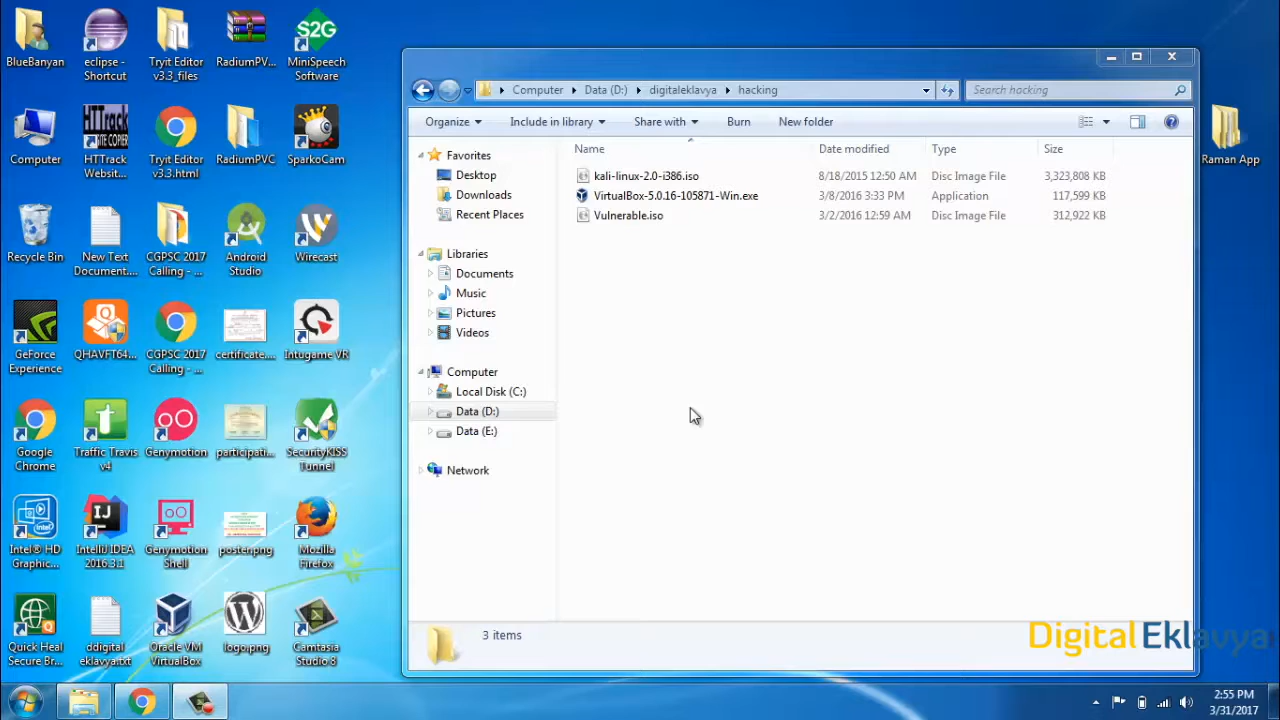 BlueBanyan
eclipse -
Shortcut
Tryit Editor
v3.3_files
RadiumPV...
S2G
MiniSpeech
Software
Computer
HTTrack
SITE COPIER
HTTrack
Websit...
Tryit Editor
v3.3.html
RadiumPVC
SparkoCam
Recycle Bin
New Text
Document....
CGPSC 2017
Calling - ...
Android
Studio
Wirecast
GeForce
Experience
QHAVFT64...
CGPSC 2017
Calling - ...
certificate....
Intugame VR
Google
Chrome
Traffic Travis
v4
Genymotion
participati...
SecurityKISS
Tunnel
intel
Intel® HD
Graphic...
IJ
IntelliJ IDEA
2016.3.1
Genymotion
Shell
poster.png
Mozilla
Firefox
Quick Heal
Secure Br...
ddigital
eklavya.txt
Oracle VM
VirtualBox
logo.png
Camtasia
Studio 8
Computer
Data (D:)
digitaleklavya
hacking
Search hacking
Organize
Include in library
Share with
Burn
New folder
Name
Date modified
Type
Size
kali-linux-2.0-i386.iso
8/18/2015 12:50 AM
Disc Image File
3,323,808 KB
VirtualBox-5.0.16-105871-Win.exe
3/8/2016 3:33 PM
Application
117,599 KB
Vulnerable.iso
3/2/2016 12:59 AM
Disc Image File
312,922 KB
Favorites
Desktop
Downloads
Recent Places
Libraries
Documents
Music
Pictures
Videos
Computer
Local Disk (C:)
Data (D:)
Data (E:)
Network
3 items
Raman App
Digital Eklavya
2:55 PM
3/31/2017